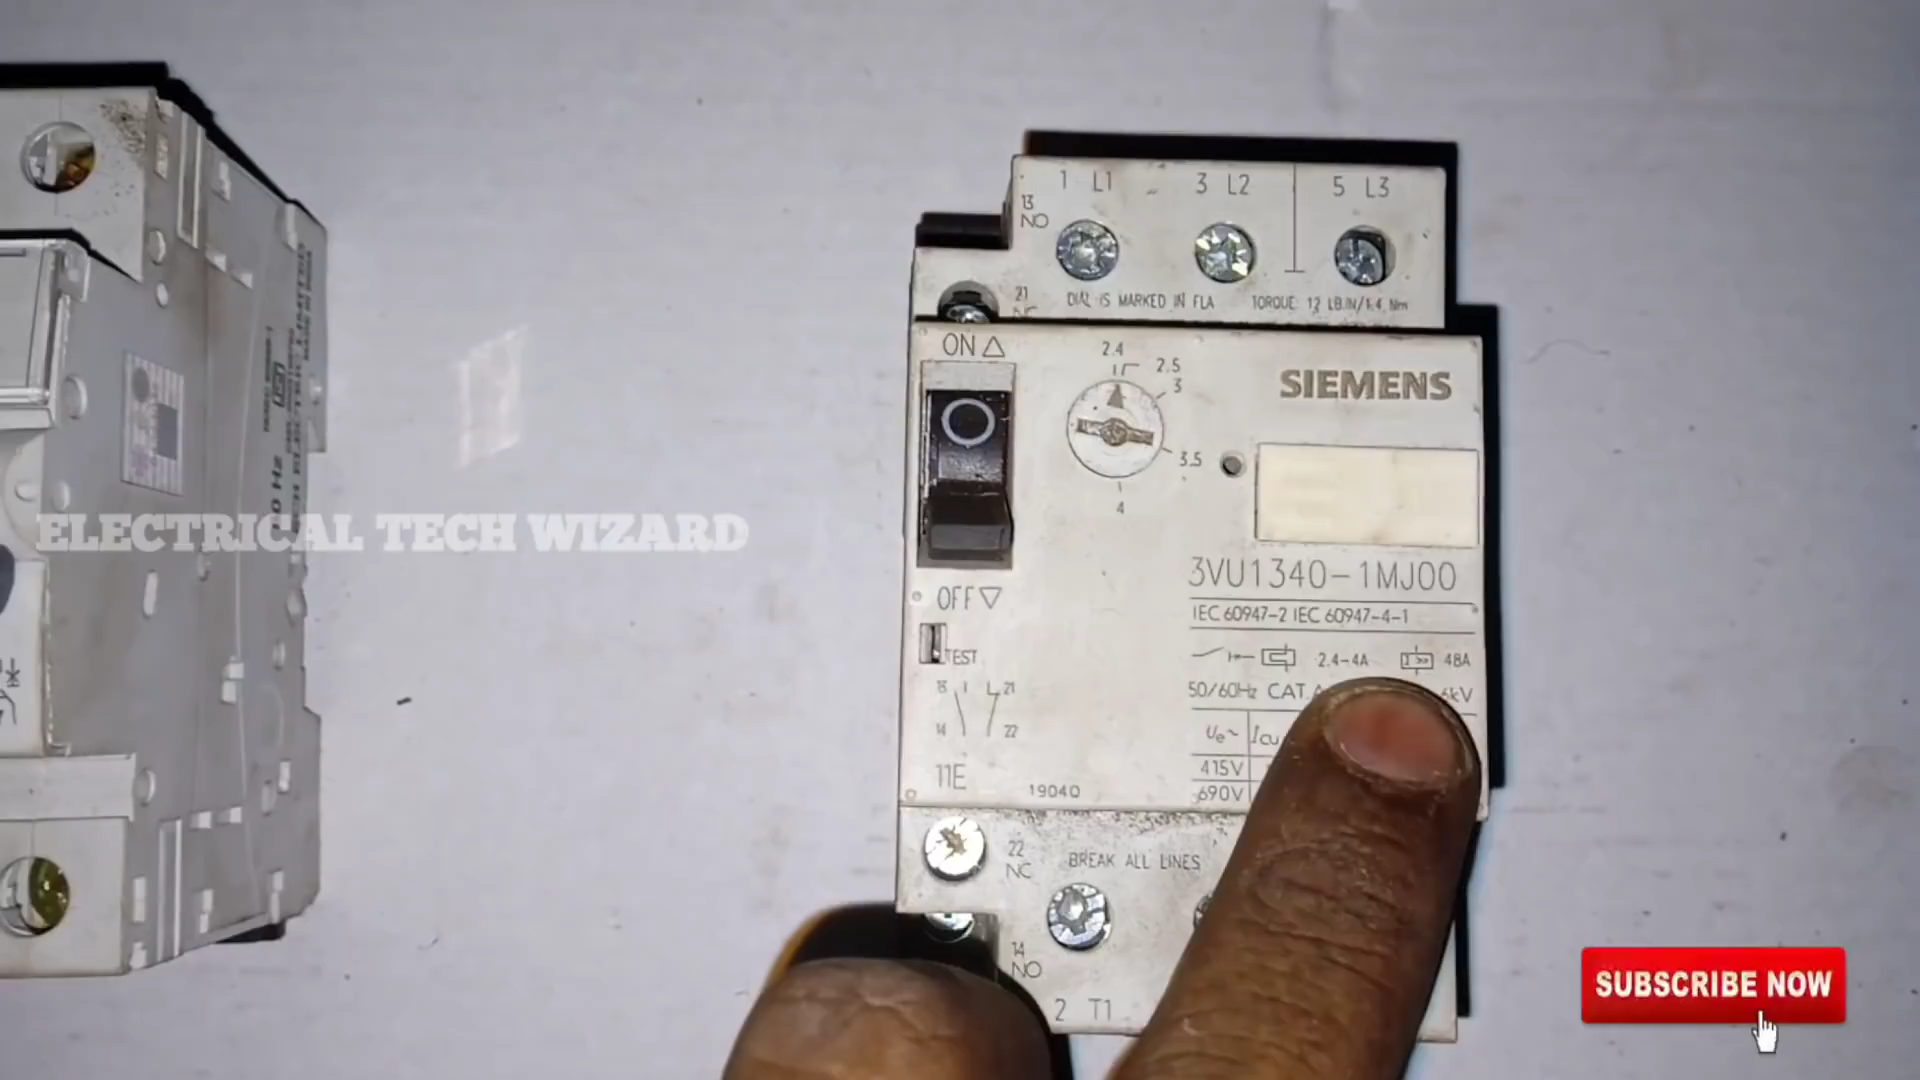 1 L1 3 L2 5 L3
13
NO
21
DIAL IS MARKED IN FLA TORQUE: 12 LB.IN/1.4 Nm
ON △
2.4
2.5
3
3.5
4
SIEMENS
3VU1340-1MJ00
IEC 60947-2 IEC 60947-4-1
2.4-4A 48A
50/60Hz CAT.A 6kV
Ue~ Icu
415V
690V
OFF ▽
TEST
13 21
14 22
11E
19040
22
NC
BREAK ALL LINES
14
NO
2 T1
ELECTRICAL TECH WIZARD
SUBSCRIBE NOW